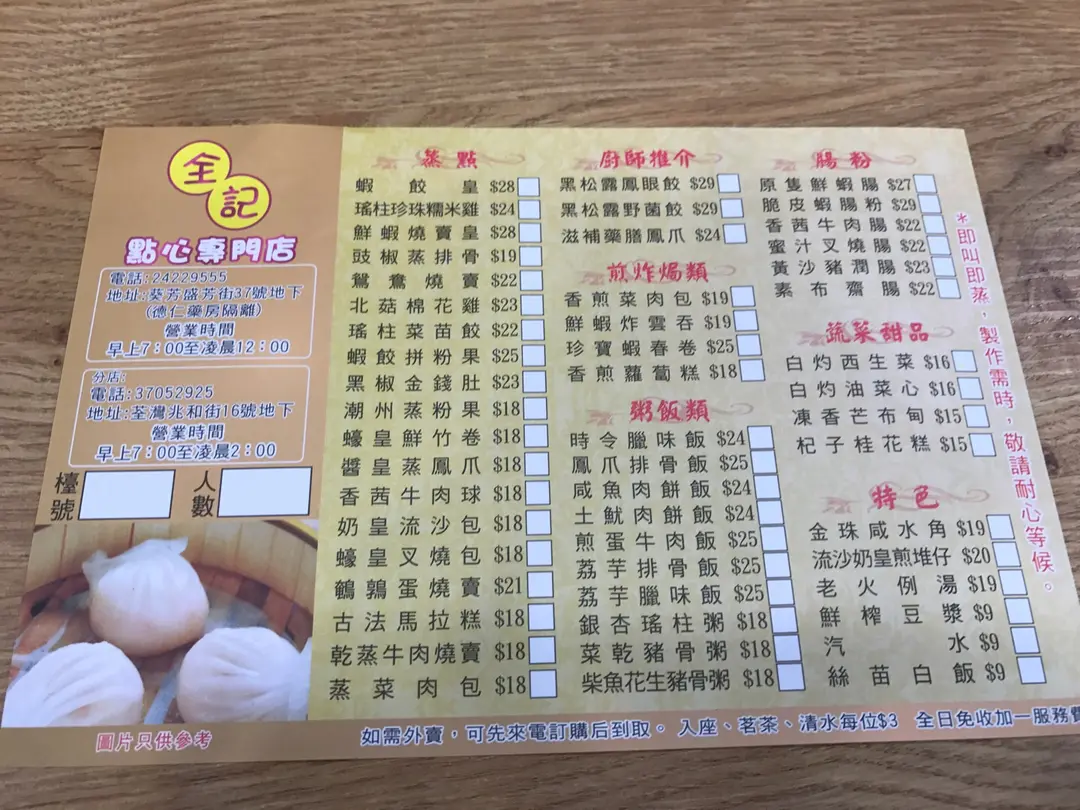 全記
點心專門店
電話:24229555
地址:葵芳盛芳街37號地下
(德仁藥房隔離)
營業時間
早上7:00至凌晨12:00
分店:
電話:37052925
地址:荃灣兆和街16號地下
營業時間
早上7:00至凌晨2:00
檯號
人數
圖片只供參考
蒸點
蝦餃皇 $28
瑤柱珍珠糯米雞 $24
鮮蝦燒賣皇 $28
豉椒蒸排骨 $19
鴛鴦燒賣 $22
北菇棉花雞 $23
瑤柱菜苗餃 $22
蝦餃拼粉果 $25
黑椒金錢肚 $23
潮州蒸粉果 $18
蠔皇鮮竹卷 $18
醬皇蒸鳳爪 $18
香茜牛肉球 $18
奶皇流沙包 $18
蠔皇叉燒包 $18
鵪鶉蛋燒賣 $21
古法馬拉糕 $18
乾蒸牛肉燒賣 $18
蒸菜肉包 $18
廚師推介
黑松露鳳眼餃 $29
黑松露野菌餃 $29
滋補藥膳鳳爪 $24
煎炸焗類
香煎菜肉包 $19
鮮蝦炸雲吞 $19
珍寶蝦春卷 $25
香煎蘿蔔糕 $18
粥飯類
時令臘味飯 $24
鳳爪排骨飯 $25
咸魚肉餅飯 $24
土魷肉餅飯 $24
煎蛋牛肉飯 $25
荔芋排骨飯 $25
荔芋臘味飯 $25
銀杏瑤柱粥 $18
菜乾豬骨粥 $18
柴魚花生豬骨粥 $18
腸粉
原隻鮮蝦腸 $27
脆皮蝦腸粉 $29
香茜牛肉腸 $22
蜜汁叉燒腸 $22
黃沙豬潤腸 $23
素布齋腸 $22
蔬菜甜品
白灼西生菜 $16
白灼油菜心 $16
凍香芒布甸 $15
杞子桂花糕 $15
特色
金珠咸水角 $19
流沙奶皇煎堆仔 $20
老火例湯 $19
鮮榨豆漿 $9
汽水 $9
絲苗白飯 $9
*即叫即蒸,製作需時,敬請耐心等候。
如需外賣,可先來電訂購后到取。 入座、茗茶、清水每位$3 全日免收加一服務費